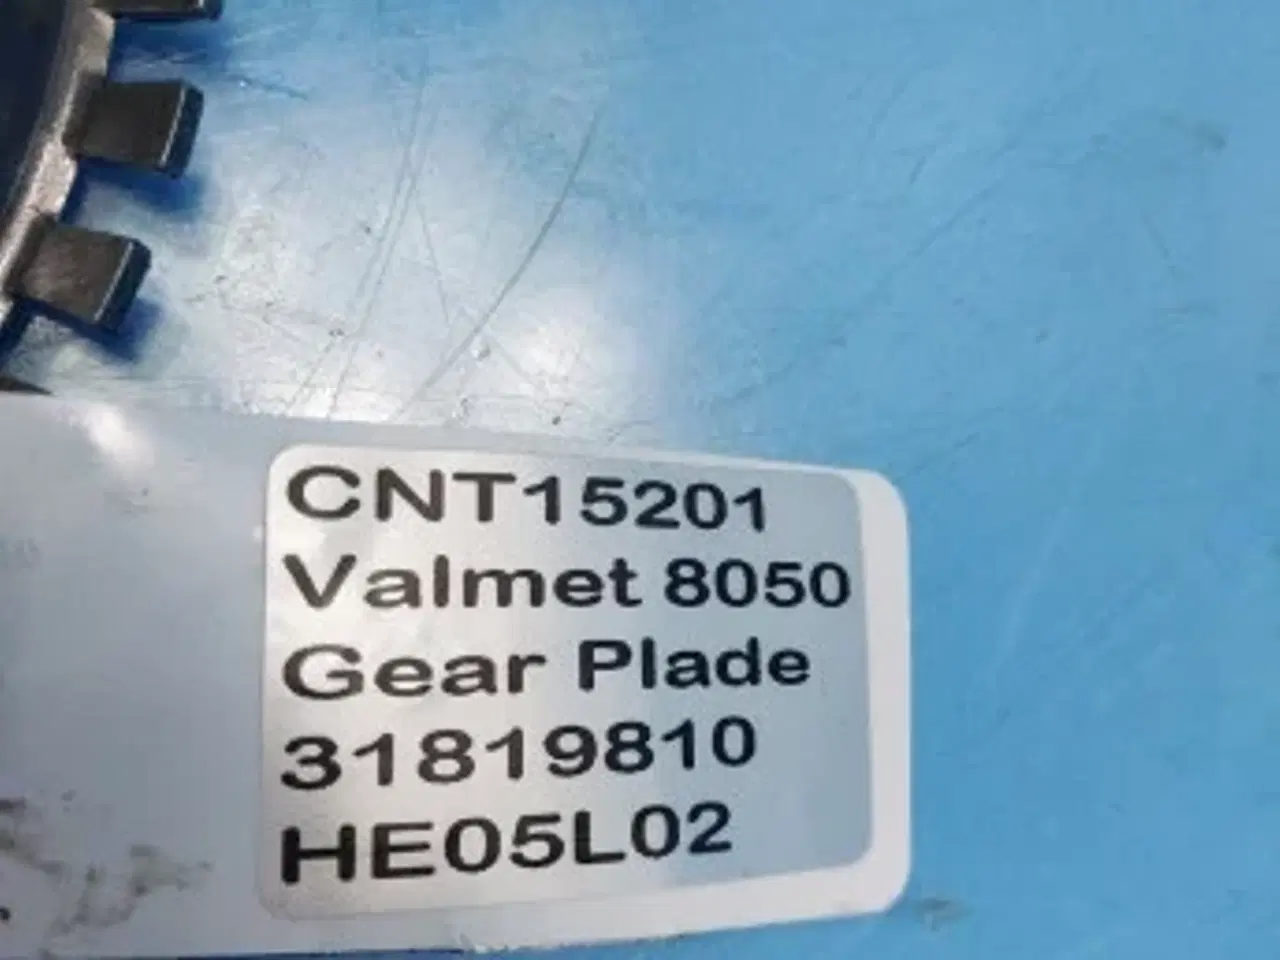 CNT15201
Valmet 8050
Gear Plade
31819810
HE05L02